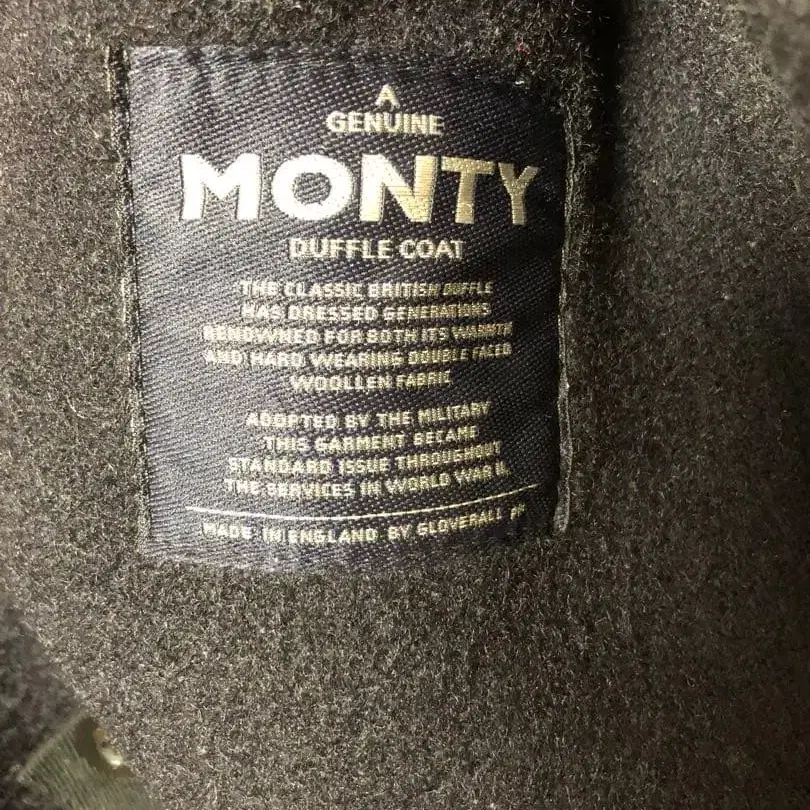 A
GENUINE
MONTY
DUFFLE COAT
THE CLASSIC BRITISH DUFFLE
HAS DRESSED GENERATIONS
RENOWNED FOR BOTH ITS WARMTH
AND HARD WEARING DOUBLE FACED
WOOLLEN FABRIC
ADOPTED BY THE MILITARY
THIS GARMENT BECAME
STANDARD ISSUE THROUGHOUT
THE SERVICES IN WORLD WAR II.
MADE IN ENGLAND BY GLOVERALL